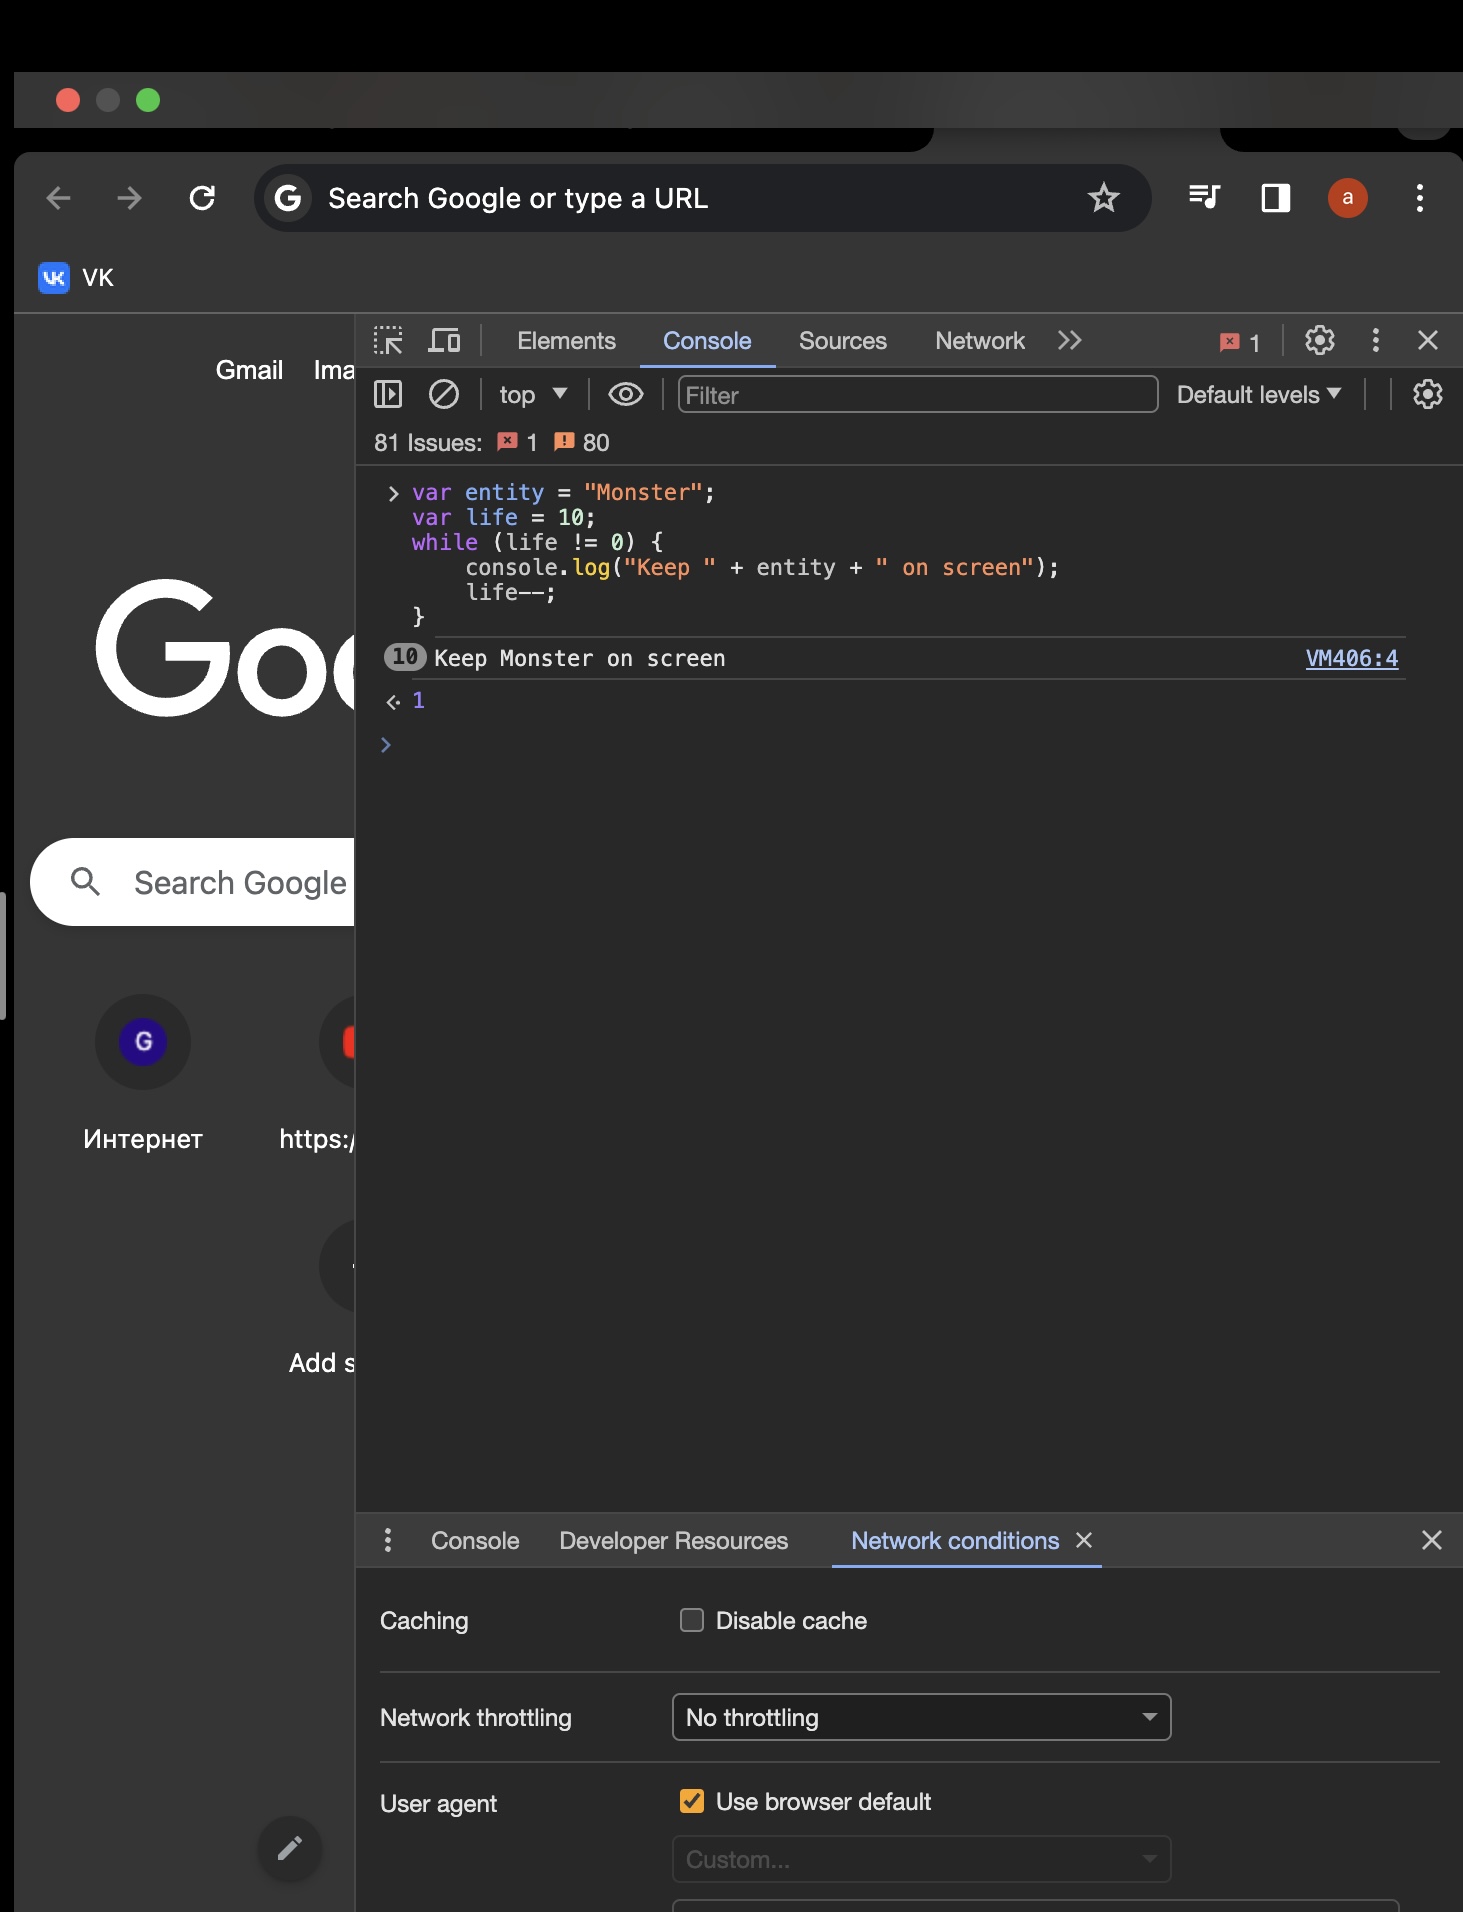 Search Google or type a URL
a
VK
Gmail Ima
Elements Console Sources Network 1
top Filter Default levels
81 Issues: 1 80
var entity = "Monster";
var life = 10;
while (life != 0) {
    console.log("Keep " + entity + " on screen");
    life--;
}
10 Keep Monster on screen VM406:4
1
Goo
Search Google
G
Интернет
https:/
Add s
Console Developer Resources Network conditions
Caching Disable cache
Network throttling No throttling
User agent Use browser default
Custom...